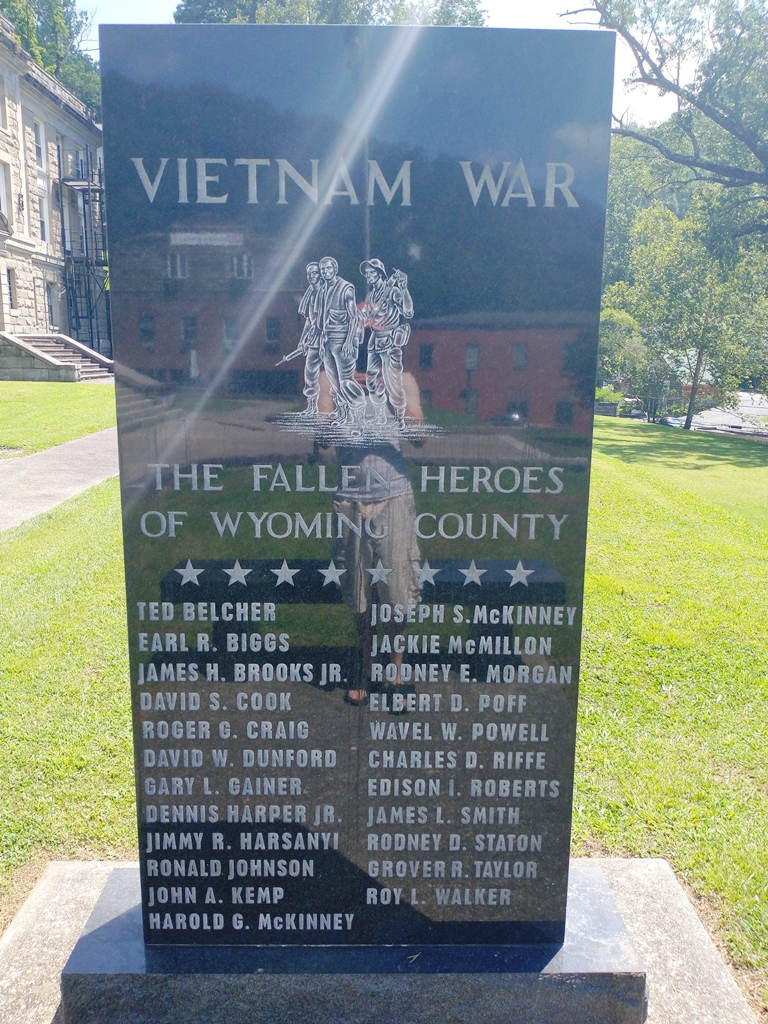 VIETNAM WAR
THE FALLEN HEROES
OF WYOMING COUNTY
TED BELCHER
EARL R. BIGGS
JAMES H. BROOKS JR.
DAVID S. COOK
ROGER G. CRAIG
DAVID W. DUNFORD
GARY L. GAINER
DENNIS HARPER JR.
JIMMY R. HARSANYI
RONALD JOHNSON
JOHN A. KEMP
HAROLD G. McKINNEY
JOSEPH S. McKINNEY
JACKIE McMILLON
RODNEY E. MORGAN
ELBERT D. POFF
WAVEL W. POWELL
CHARLES D. RIFFE
EDISON I. ROBERTS
JAMES L. SMITH
RODNEY D. STATON
GROVER R. TAYLOR
ROY L. WALKER